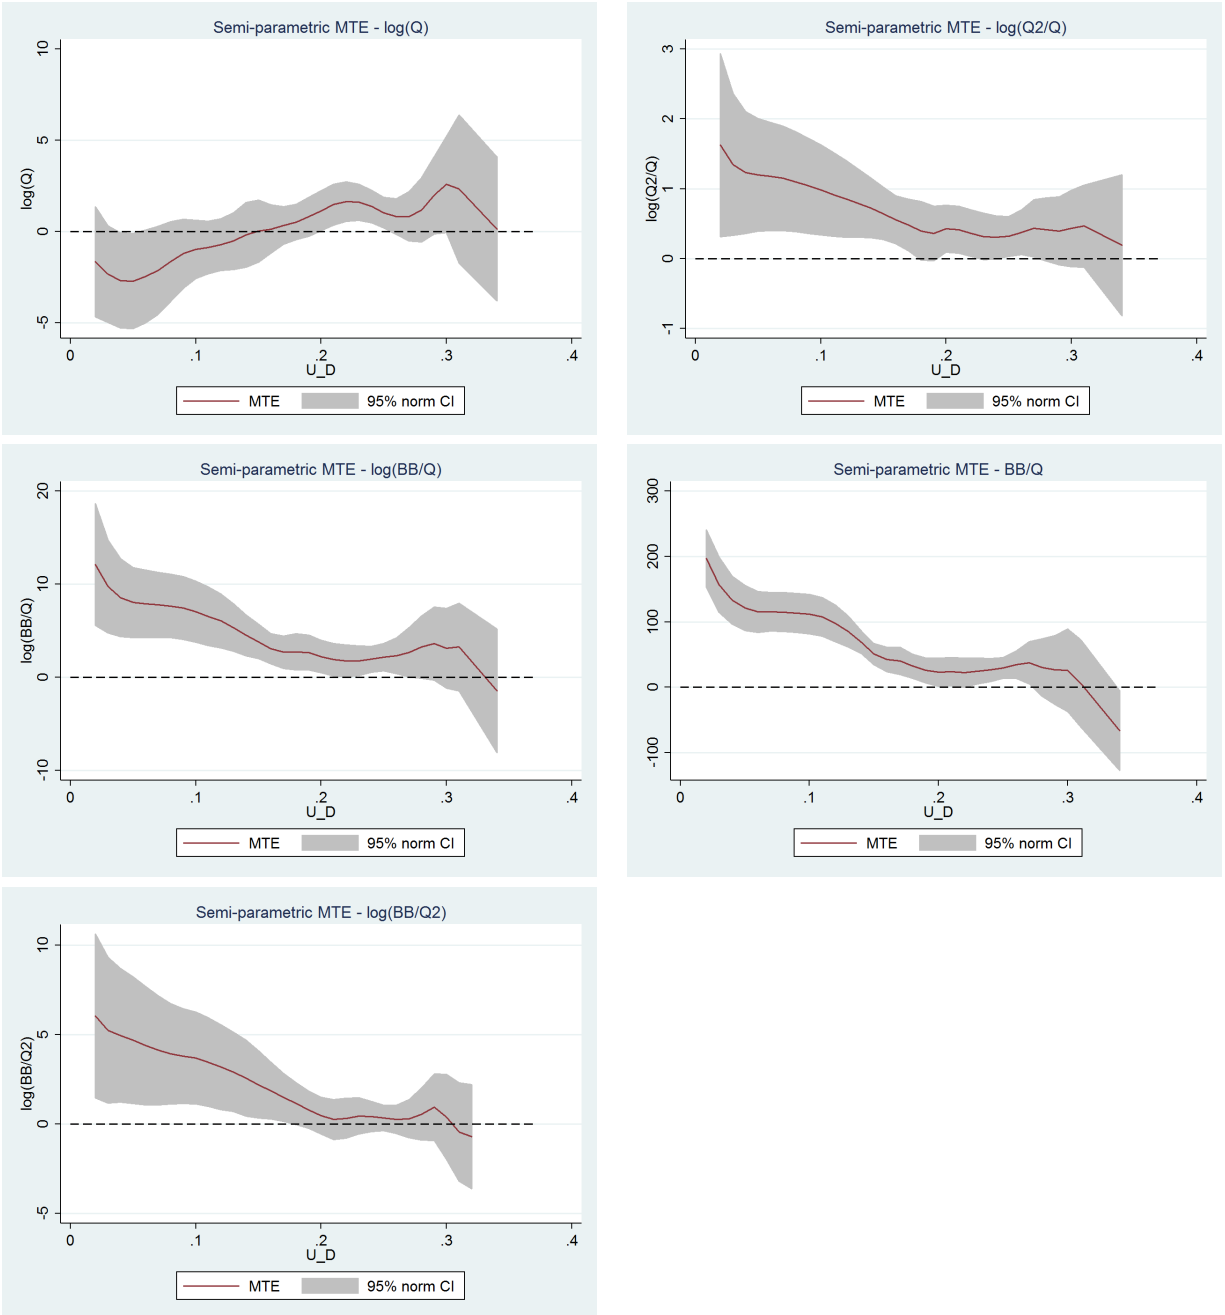 Semi-parametric MTE - log(Q)
log(Q)
10
5
0
-5
0 .1 .2 .3 .4
U_D
MTE 95% norm CI
Semi-parametric MTE - log(Q2/Q)
log(Q2/Q)
3
2
1
0
-1
0 .1 .2 .3 .4
U_D
MTE 95% norm CI
Semi-parametric MTE - log(BB/Q)
log(BB/Q)
20
10
0
-10
0 .1 .2 .3 .4
U_D
MTE 95% norm CI
Semi-parametric MTE - BB/Q
BB/Q
300
200
100
0
-100
0 .1 .2 .3 .4
U_D
MTE 95% norm CI
Semi-parametric MTE - log(BB/Q2)
log(BB/Q2)
10
5
0
-5
0 .1 .2 .3 .4
U_D
MTE 95% norm CI